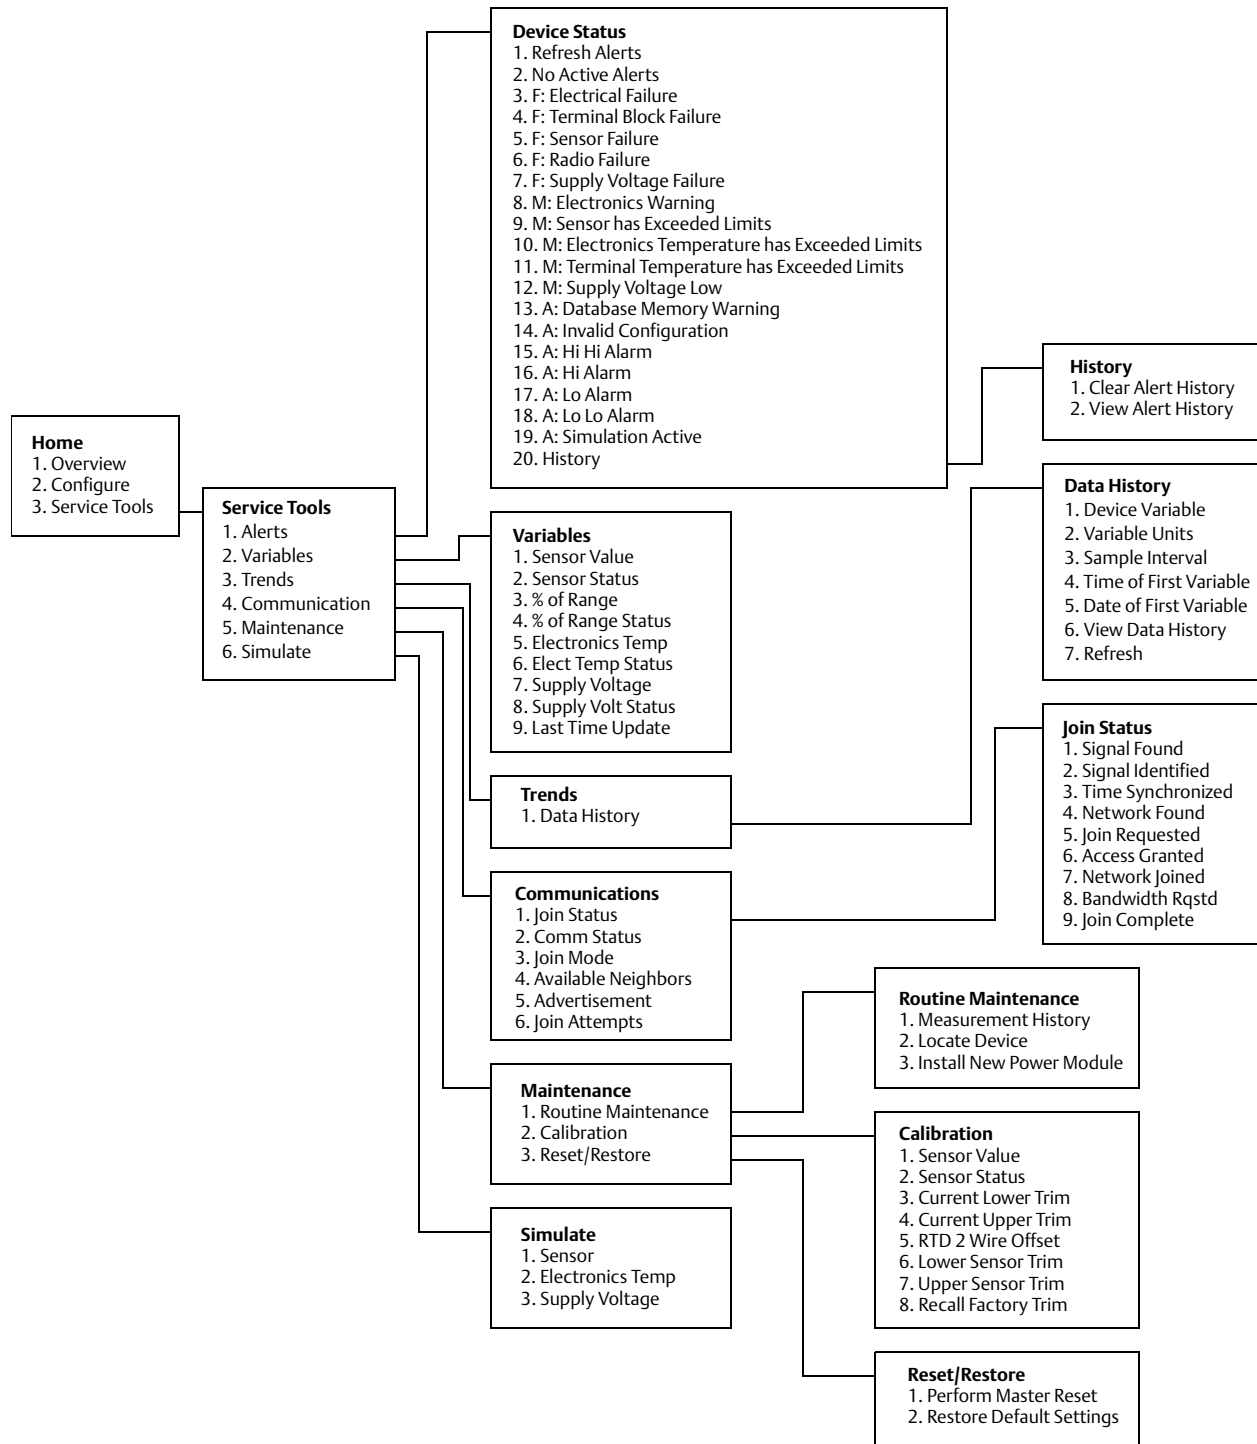 Home
1. Overview
2. Configure
3. Service Tools
Service Tools
1. Alerts
2. Variables
3. Trends
4. Communication
5. Maintenance
6. Simulate
Device Status
1. Refresh Alerts
2. No Active Alerts
3. F: Electrical Failure
4. F: Terminal Block Failure
5. F: Sensor Failure
6. F: Radio Failure
7. F: Supply Voltage Failure
8. M: Electronics Warning
9. M: Sensor has Exceeded Limits
10. M: Electronics Temperature has Exceeded Limits
11. M: Terminal Temperature has Exceeded Limits
12. M: Supply Voltage Low
13. A: Database Memory Warning
14. A: Invalid Configuration
15. A: Hi Hi Alarm
16. A: Hi Alarm
17. A: Lo Alarm
18. A: Lo Lo Alarm
19. A: Simulation Active
20. History
Variables
1. Sensor Value
2. Sensor Status
3. % of Range
4. % of Range Status
5. Electronics Temp
6. Elect Temp Status
7. Supply Voltage
8. Supply Volt Status
9. Last Time Update
Trends
1. Data History
Communications
1. Join Status
2. Comm Status
3. Join Mode
4. Available Neighbors
5. Advertisement
6. Join Attempts
Maintenance
1. Routine Maintenance
2. Calibration
3. Reset/Restore
Simulate
1. Sensor
2. Electronics Temp
3. Supply Voltage
History
1. Clear Alert History
2. View Alert History
Data History
1. Device Variable
2. Variable Units
3. Sample Interval
4. Time of First Variable
5. Date of First Variable
6. View Data History
7. Refresh
Join Status
1. Signal Found
2. Signal Identified
3. Time Synchronized
4. Network Found
5. Join Requested
6. Access Granted
7. Network Joined
8. Bandwidth Rqstd
9. Join Complete
Routine Maintenance
1. Measurement History
2. Locate Device
3. Install New Power Module
Calibration
1. Sensor Value
2. Sensor Status
3. Current Lower Trim
4. Current Upper Trim
5. RTD 2 Wire Offset
6. Lower Sensor Trim
7. Upper Sensor Trim
8. Recall Factory Trim
Reset/Restore
1. Perform Master Reset
2. Restore Default Settings